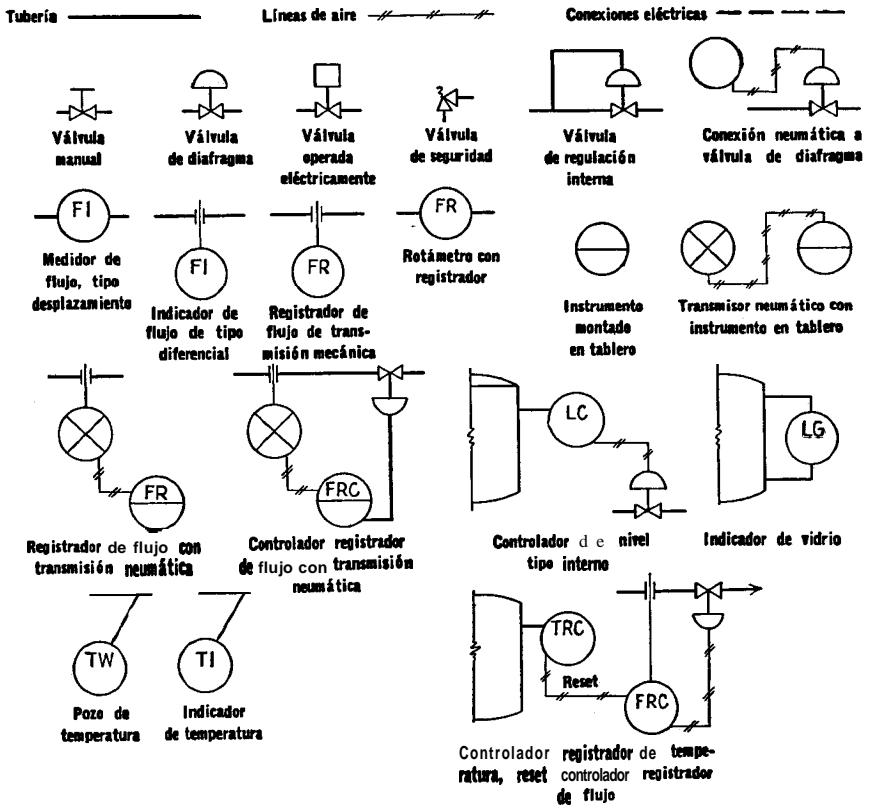 Tubería
Líneas de aire
Conexiones eléctricas
Válvula
manual
Válvula
de diafragma
Válvula
operada
eléctricamente
Válvula
de seguridad
Válvula
de regulación
interna
Conexión neumática a
válvula de diafragma
FI
Medidor de
flujo, tipo
desplazamiento
FI
Indicador de
flujo de tipo
diferencial
FR
Registrador de
flujo de trans-
misión mecánica
FR
Rotámetro con
registrador
Instrumento
montado
en tablero
Transmisor neumático con
instrumento en tablero
FR
Registrador de flujo con
transmisión neumática
FRC
Controlador registrador
de flujo con transmisión
neumática
LC
Controlador de nivel
tipo interno
LG
Indicador de vidrio
TW
Pozo de
temperatura
TI
Indicador
de temperatura
TRC
Reset
FRC
Controlador registrador de tempe-
ratura, reset controlador registrador
de flujo